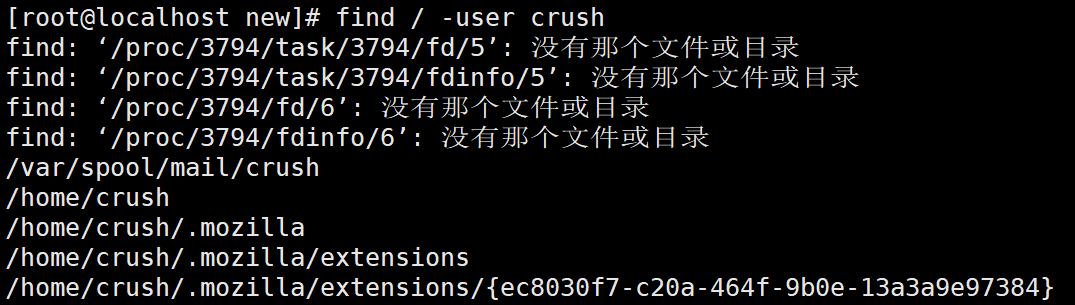 [root@localhost new]# find / -user crush
find: ‘/proc/3794/task/3794/fd/5’: 没有那个文件或目录
find: ‘/proc/3794/task/3794/fdinfo/5’: 没有那个文件或目录
find: ‘/proc/3794/fd/6’: 没有那个文件或目录
find: ‘/proc/3794/fdinfo/6’: 没有那个文件或目录
/var/spool/mail/crush
/home/crush
/home/crush/.mozilla
/home/crush/.mozilla/extensions
/home/crush/.mozilla/extensions/{ec8030f7-c20a-464f-9b0e-13a3a9e97384}